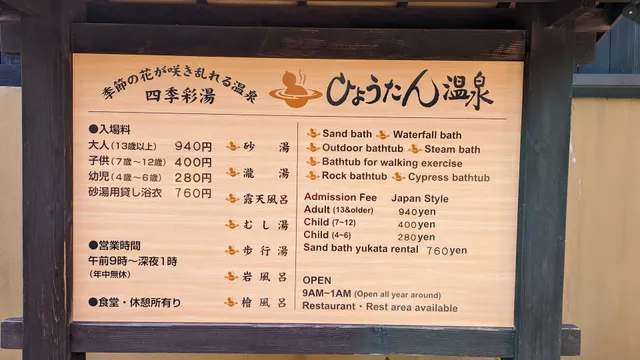 季節の花が咲き乱れる温泉
四季彩湯
ひょうたん温泉
●入場料
大人(13歳以上) 940円
子供(7歳〜12歳) 400円
幼児(4歳〜6歳) 280円
砂湯用貸し浴衣 760円
●営業時間
午前9時〜深夜1時
(年中無休)
●食堂・休憩所有り
砂湯
瀧湯
露天風呂
むし湯
歩行湯
岩風呂
檜風呂
Sand bath Waterfall bath
Outdoor bathtub Steam bath
Bathtub for walking exercise
Rock bathtub Cypress bathtub
Admission Fee Japan Style
Adult (13&older) 940yen
Child (7~12) 400yen
Child (4~6) 280yen
Sand bath yukata rental 760yen
OPEN
9AM~1AM (Open all year around)
Restaurant・Rest area available